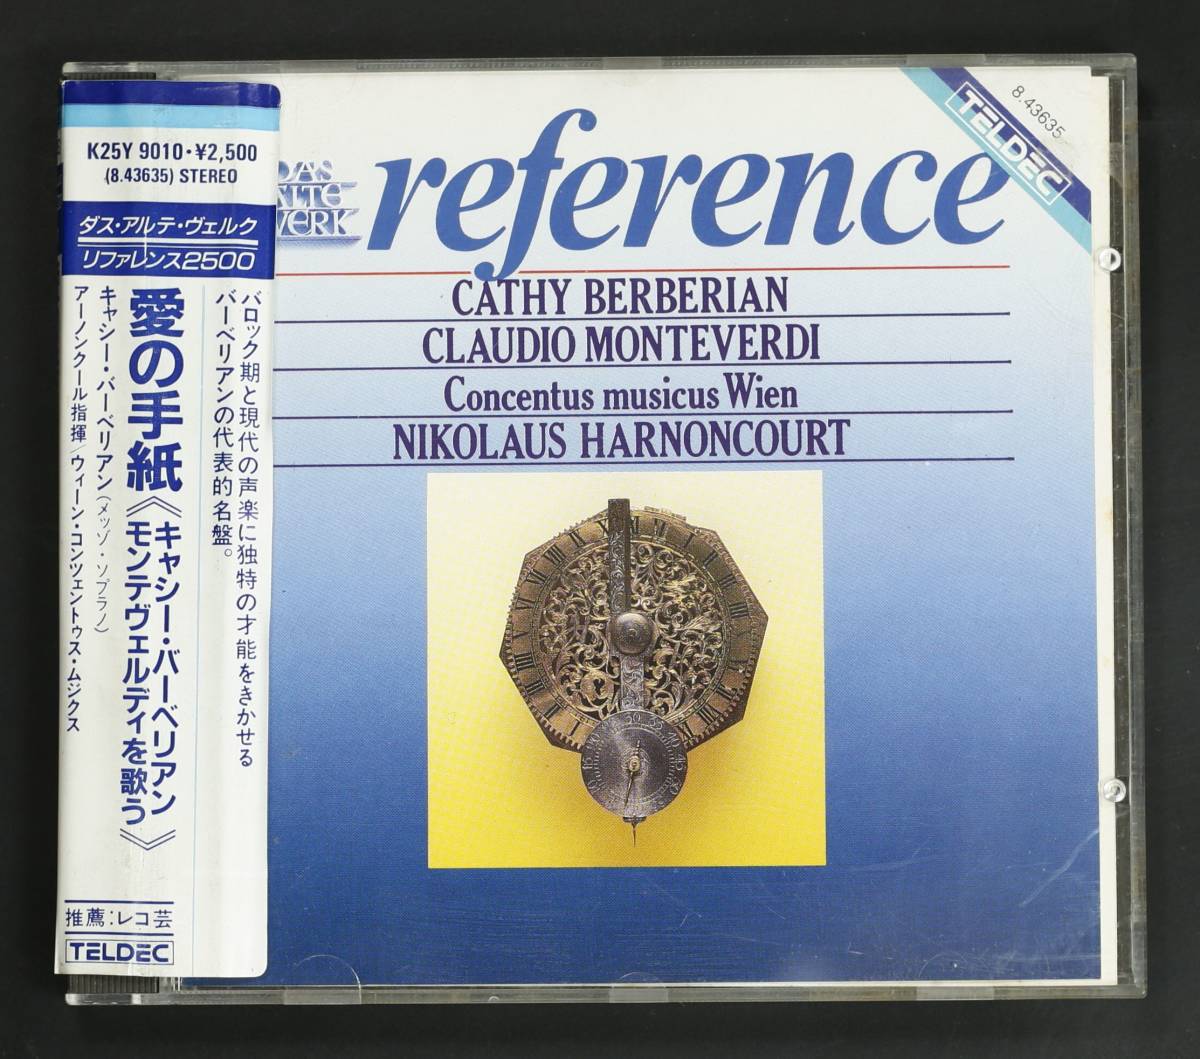 K25Y 9010・¥2,500
(8.43635) STEREO
ダス・アルテ・ヴェルク
リファレンス2500
バロック期と現代の声楽に独特の才能をきかせる
バーベリアンの代表的名盤。
愛の手紙
《キャシー・バーベリアン
モンテヴェルディを歌う》
キャシー・バーベリアン(メッゾ・ソプラノ)
アーノンクール指揮/ウィーン・コンツェントゥス・ムジクス
推薦:レコ芸
TELDEC
DAS
ALTE
WERK
reference
TELDEC
8.43635
CATHY BERBERIAN
CLAUDIO MONTEVERDI
Concentus musicus Wien
NIKOLAUS HARNONCOURT